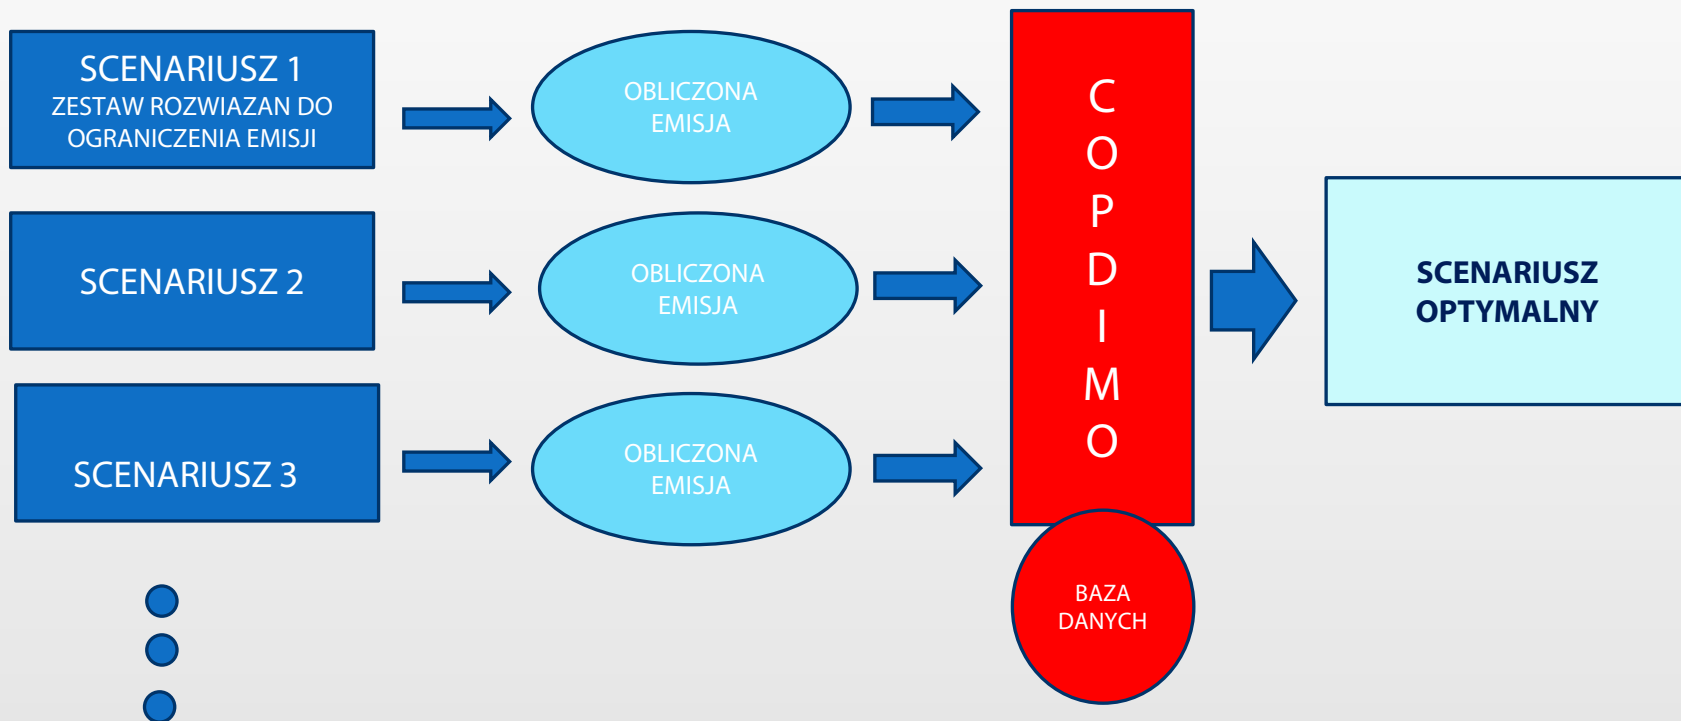 SCENARIUSZ 1
ZESTAW ROZWIAZAN DO
OGRANICZENIA EMISJI
OBLICZONA
EMISJA
SCENARIUSZ 2
OBLICZONA
EMISJA
SCENARIUSZ 3
OBLICZONA
EMISJA
C
O
P
D
I
M
O
BAZA
DANYCH
SCENARIUSZ
OPTYMALNY